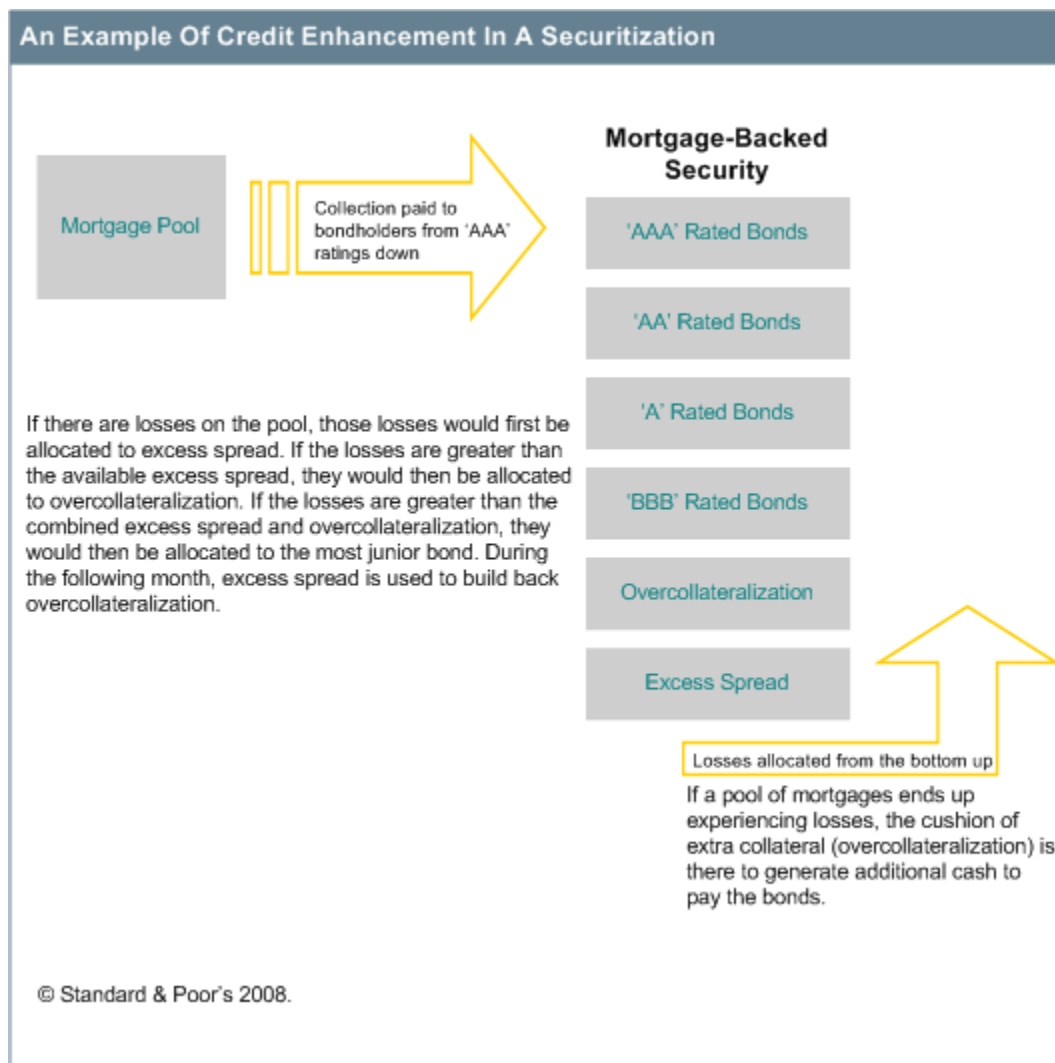 An Example Of Credit Enhancement In A Securitization
Mortgage-Backed
Security
Mortgage Pool
Collection paid to
bondholders from ‘AAA’
ratings down
‘AAA’ Rated Bonds
‘AA’ Rated Bonds
‘A’ Rated Bonds
‘BBB’ Rated Bonds
Overcollateralization
Excess Spread
If there are losses on the pool, those losses would first be
allocated to excess spread. If the losses are greater than
the available excess spread, they would then be allocated
to overcollateralization. If the losses are greater than the
combined excess spread and overcollateralization, they
would then be allocated to the most junior bond. During
the following month, excess spread is used to build back
overcollateralization.
Losses allocated from the bottom up
If a pool of mortgages ends up
experiencing losses, the cushion of
extra collateral (overcollateralization) is
there to generate additional cash to
pay the bonds.
© Standard & Poor’s 2008.